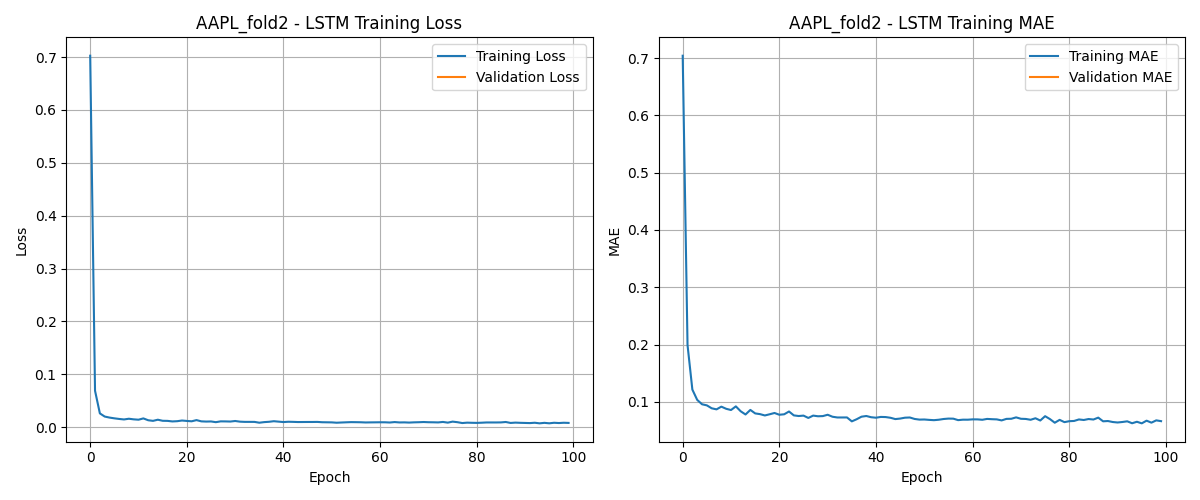 AAPL_fold2 - LSTM Training Loss
Training Loss
Validation Loss
0.7
0.6
0.5
0.4
0.3
0.2
0.1
0.0
Loss
0
20
40
60
80
100
Epoch
AAPL_fold2 - LSTM Training MAE
Training MAE
Validation MAE
0.7
0.6
0.5
0.4
0.3
0.2
0.1
MAE
0
20
40
60
80
100
Epoch